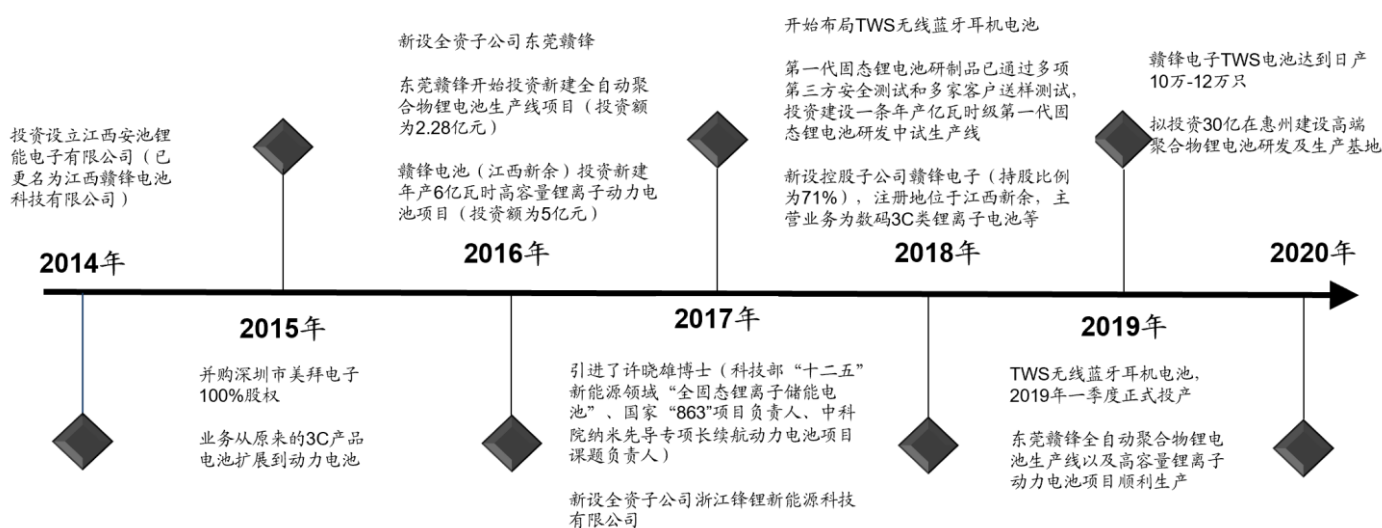 投资设立江西安池锂
能电子有限公司（已
更名为江西赣锋电池
科技有限公司）
2014年
2015年
并购深圳市美拜电子
100%股权
业务从原来的3C产品
电池扩展到动力电池
新设全资子公司东莞赣锋
东莞赣锋开始投资新建全自动聚
合物锂电池生产线项目（投资额
为2.28亿元）
赣锋电池（江西新余）投资新建
年产6亿瓦时高容量锂离子动力电
池项目（投资额为5亿元）
2016年
2017年
引进了许晓雄博士（科技部“十二五”
新能源领域“全固态锂离子储能电
池”、国家“863”项目负责人、中科
院纳米先导专项长续航动力电池项目
课题负责人）
新设全资子公司浙江锋锂新能源科技
有限公司
开始布局TWS无线蓝牙耳机电池
第一代固态锂电池研制品已通过多项
第三方安全测试和多家客户送样测试，
投资建设一条年产亿瓦时级第一代固
态锂电池研发中试生产线
新设控股子公司赣锋电子（持股比例
为71%），注册地位于江西新余，主
营业务为数码3C类锂离子电池等
2018年
2019年
TWS无线蓝牙耳机电池，
2019年一季度正式投产
东莞赣锋全自动聚合物锂电
池生产线以及高容量锂离子
动力电池项目顺利生产
赣锋电子TWS电池达到日产
10万-12万只
拟投资30亿在惠州建设高端
聚合物锂电池研发及生产基地
2020年